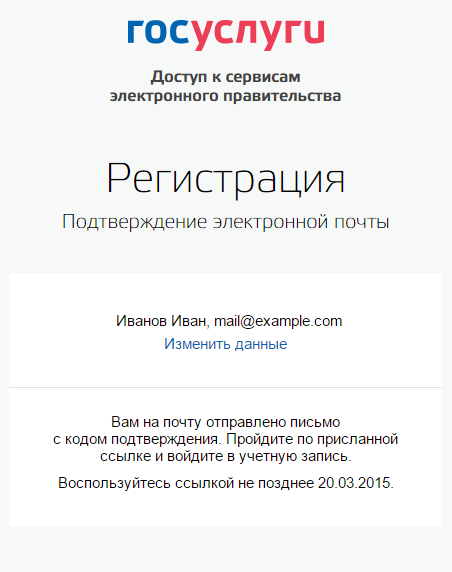 госуслуги
Доступ к сервисам
электронного правительства
Регистрация
Подтверждение электронной почты
Иванов Иван, mail@example.com
Изменить данные
Вам на почту отправлено письмо
с кодом подтверждения. Пройдите по присланной
ссылке и войдите в учетную запись.
Воспользуйтесь ссылкой не позднее 20.03.2015.